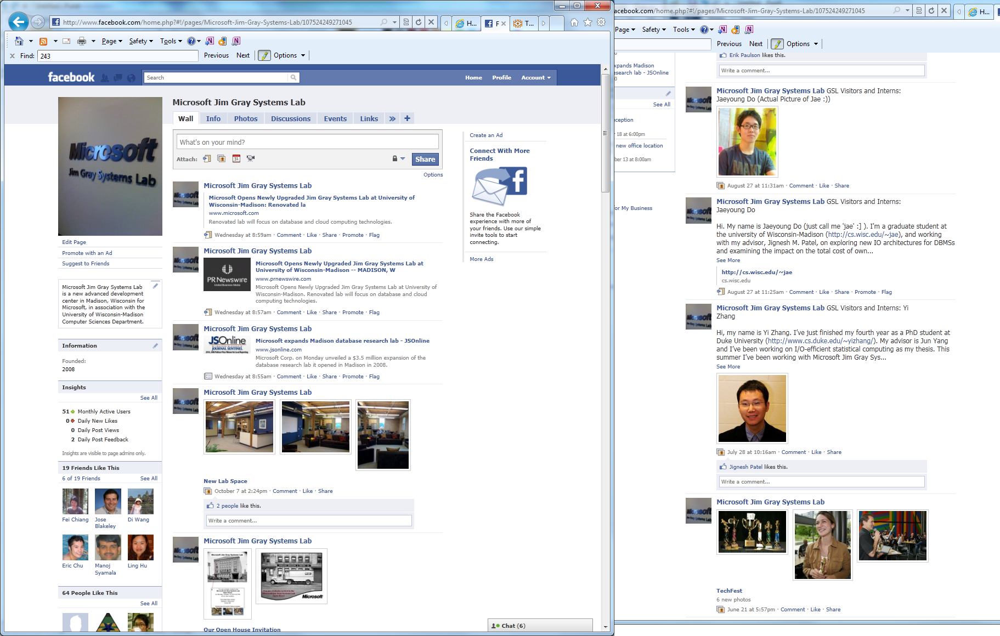 http://www.facebook.com/home.php?#!/pages/Microsoft-Jim-Gray-Systems-Lab/107524249271045
H...
F
T...
Page
Safety
Tools
Find:
243
Previous
Next
Options
facebook
Search
Home
Profile
Account
Microsoft
Jim Gray Systems Lab
Edit Page
Promote with an Ad
Suggest to Friends
Microsoft Jim Gray Systems Lab
is a new advanced development
center in Madison, Wisconsin for
Microsoft, in association with the
University of Wisconsin-Madison
Computer Sciences Department.
Information
Founded:
2008
Insights
See All
51 Monthly Active Users
0 Daily New Likes
0 Daily Post Views
2 Daily Post Feedback
Insights are visible to page admins only.
19 Friends Like This
6 of 19 Friends
See All
Fei Chiang
Jose
Blakeley
Di Wang
Eric Chu
Manoj
Syamala
Ling Hu
64 People Like This
See All
Microsoft Jim Gray Systems Lab
Wall
Info
Photos
Discussions
Events
Links
»
+
What's on your mind?
Attach:
31
Share
Options
Microsoft Jim Gray Systems Lab
Microsoft Opens Newly Upgraded Jim Gray Systems Lab at University of
Wisconsin-Madison: Renovated la
www.microsoft.com
Renovated lab will focus on database and cloud computing technologies.
Wednesday at 8:59am · Comment · Like · Share · Promote · Flag
Microsoft Jim Gray Systems Lab
PR Newswire
United Business Media
Microsoft Opens Newly Upgraded Jim Gray Systems Lab at
University of Wisconsin-Madison -- MADISON, W
www.prnewswire.com
Microsoft Opens Newly Upgraded Jim Gray Systems Lab at University of
Wisconsin-Madison. Renovated lab will focus on database and cloud
computing technologies.
Wednesday at 8:57am · Comment · Like · Share · Promote · Flag
Microsoft Jim Gray Systems Lab
JSOnline
JOURNAL SENTINEL
Microsoft expands Madison database research lab - JSOnline
www.jsonline.com
Microsoft Corp. on Monday unveiled a $3.5 million expansion of the
database research lab it opened in Madison in 2008.
Wednesday at 8:55am · Comment · Like · Share · Promote · Flag
Microsoft Jim Gray Systems Lab
New Lab Space
October 7 at 2:24pm · Comment · Like · Share
2 people like this.
Write a comment...
Microsoft Jim Gray Systems Lab
Microsoft Jim Gray Systems Lab
Microsoft
Our Open House Invitation
Create an Ad
Connect With More
Friends
Share the Facebook
experience with more of
your friends. Use our simple
invite tools to start
connecting.
More Ads
Chat (6)
acebook.com/home.php?#!/pages/Microsoft-Jim-Gray-Systems-Lab/107524249271045
H...
Page
Safety
Tools
Previous
Next
Options
xpands Madison
search lab - JSOnline
See All
ception
r 18 at 6:00pm
new office location
ber 13 at 8:00am
for My Business
Erik Paulson likes this.
Write a comment...
Microsoft Jim Gray Systems Lab GSL Visitors and Interns:
Jaeyoung Do (Actual Picture of Jae :))
August 27 at 11:31am · Comment · Like · Share
Microsoft Jim Gray Systems Lab GSL Visitors and Interns:
Jaeyoung Do
Hi. My name is Jaeyoung Do (just call me 'jae' :] ). I'm a graduate student at
the university of Wisconsin-Madison (http://cs.wisc.edu/~jae), and working
with my advisor, Jignesh M. Patel, on exploring new IO architectures for DBMSs
and examining the impact on the total cost of own...
See More
http://cs.wisc.edu/~jae
cs.wisc.edu
August 27 at 11:25am · Comment · Like · Share · Promote · Flag
Microsoft Jim Gray Systems Lab GSL Visitors and Interns: Yi
Zhang
Hi, my name is Yi Zhang. I've just finished my fourth year as a PhD student at
Duke University (http://www.cs.duke.edu/~yizhang/). My advisor is Jun Yang
and I've been working on I/O-efficient statistical computing as my thesis. This
summer I've been working with Microsoft Jim Gray Sys...
See More
July 28 at 10:16am · Comment · Like · Share
Jignesh Patel likes this.
Write a comment...
Microsoft Jim Gray Systems Lab
TechFest
6 new photos
June 21 at 5:57pm · Comment · Like · Share